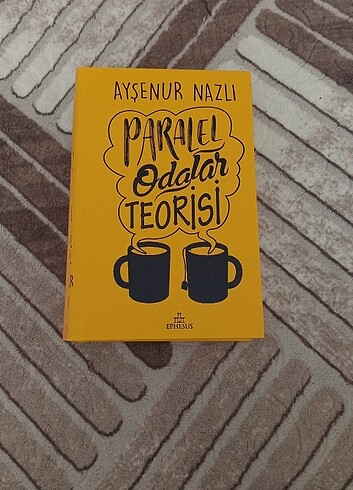 AYŞENUR NAZLI
PARALEL
Odalar
TEORİSİ
EPHESUS